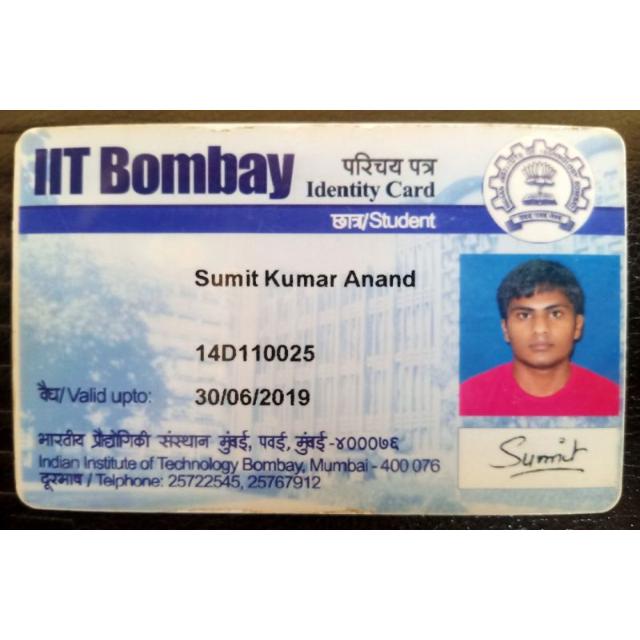 IIT Bombay
परिचय पत्र
Identity Card
छात्र/Student
Sumit Kumar Anand
14D110025
वैध/ Valid upto: 30/06/2019
भारतीय प्रौद्योगिकी संस्थान मुंबई, पवई, मुंबई -४०००७६
Indian Institute of Technology Bombay, Mumbai - 400 076
दूरभाष / Telphone: 25722545, 25767912
Sumit